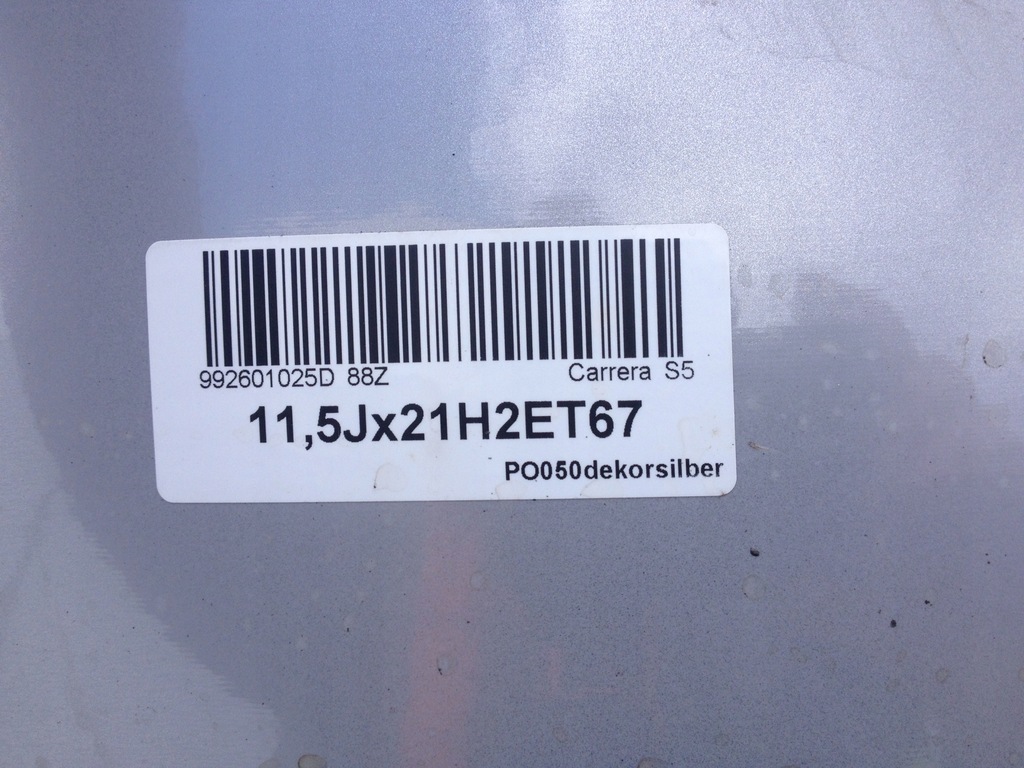 992601025D 88Z Carrera S5
11,5Jx21H2ET67
PO050dekorsilber